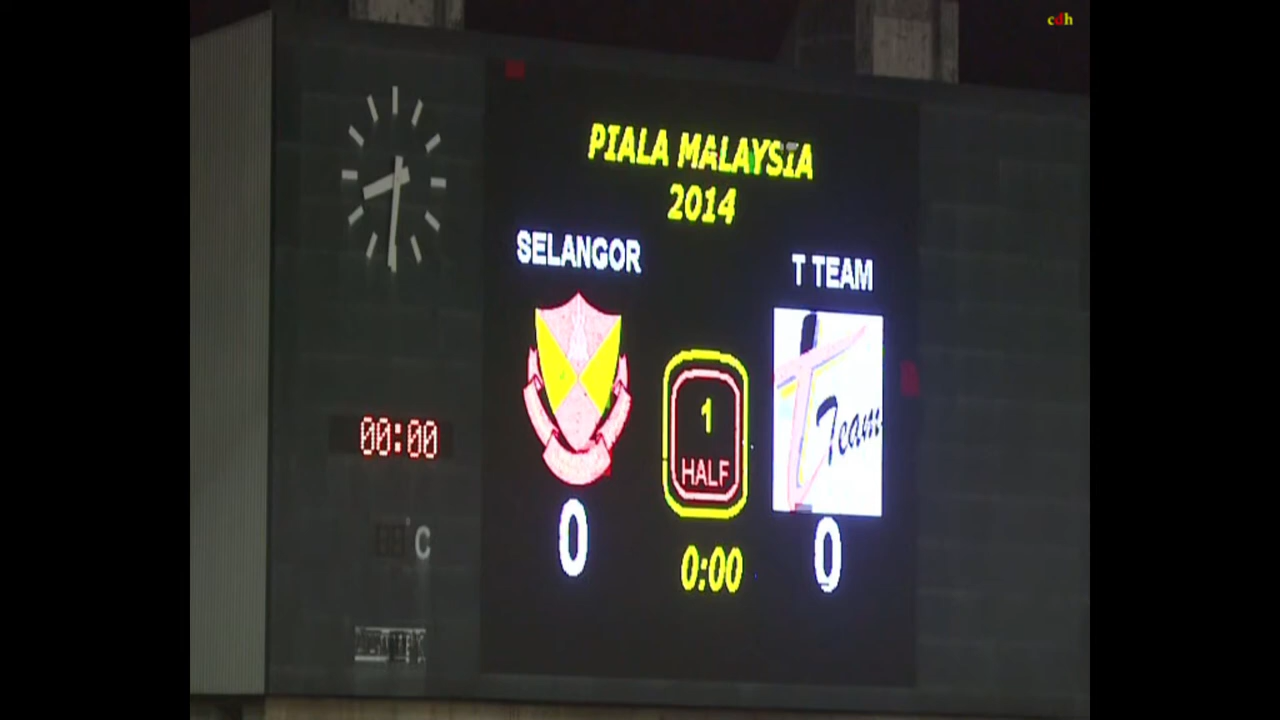 cdh
PIALA MALAYSIA
2014
SELANGOR
T TEAM
Team
1
HALF
00:00
0
0:00
0
C